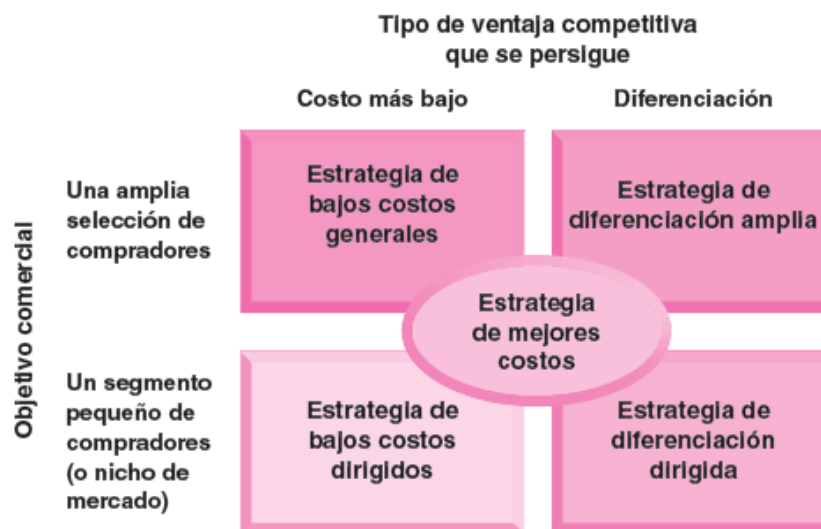 Tipo de ventaja competitiva
que se persigue
Costo más bajo
Diferenciación
Objetivo comercial
Una amplia
selección de
compradores
Estrategia de
bajos costos
generales
Estrategia de
diferenciación amplia
Estrategia
de mejores
costos
Un segmento
pequeño de
compradores
(o nicho de
mercado)
Estrategia de
bajos costos
dirigidos
Estrategia de
diferenciación
dirigida